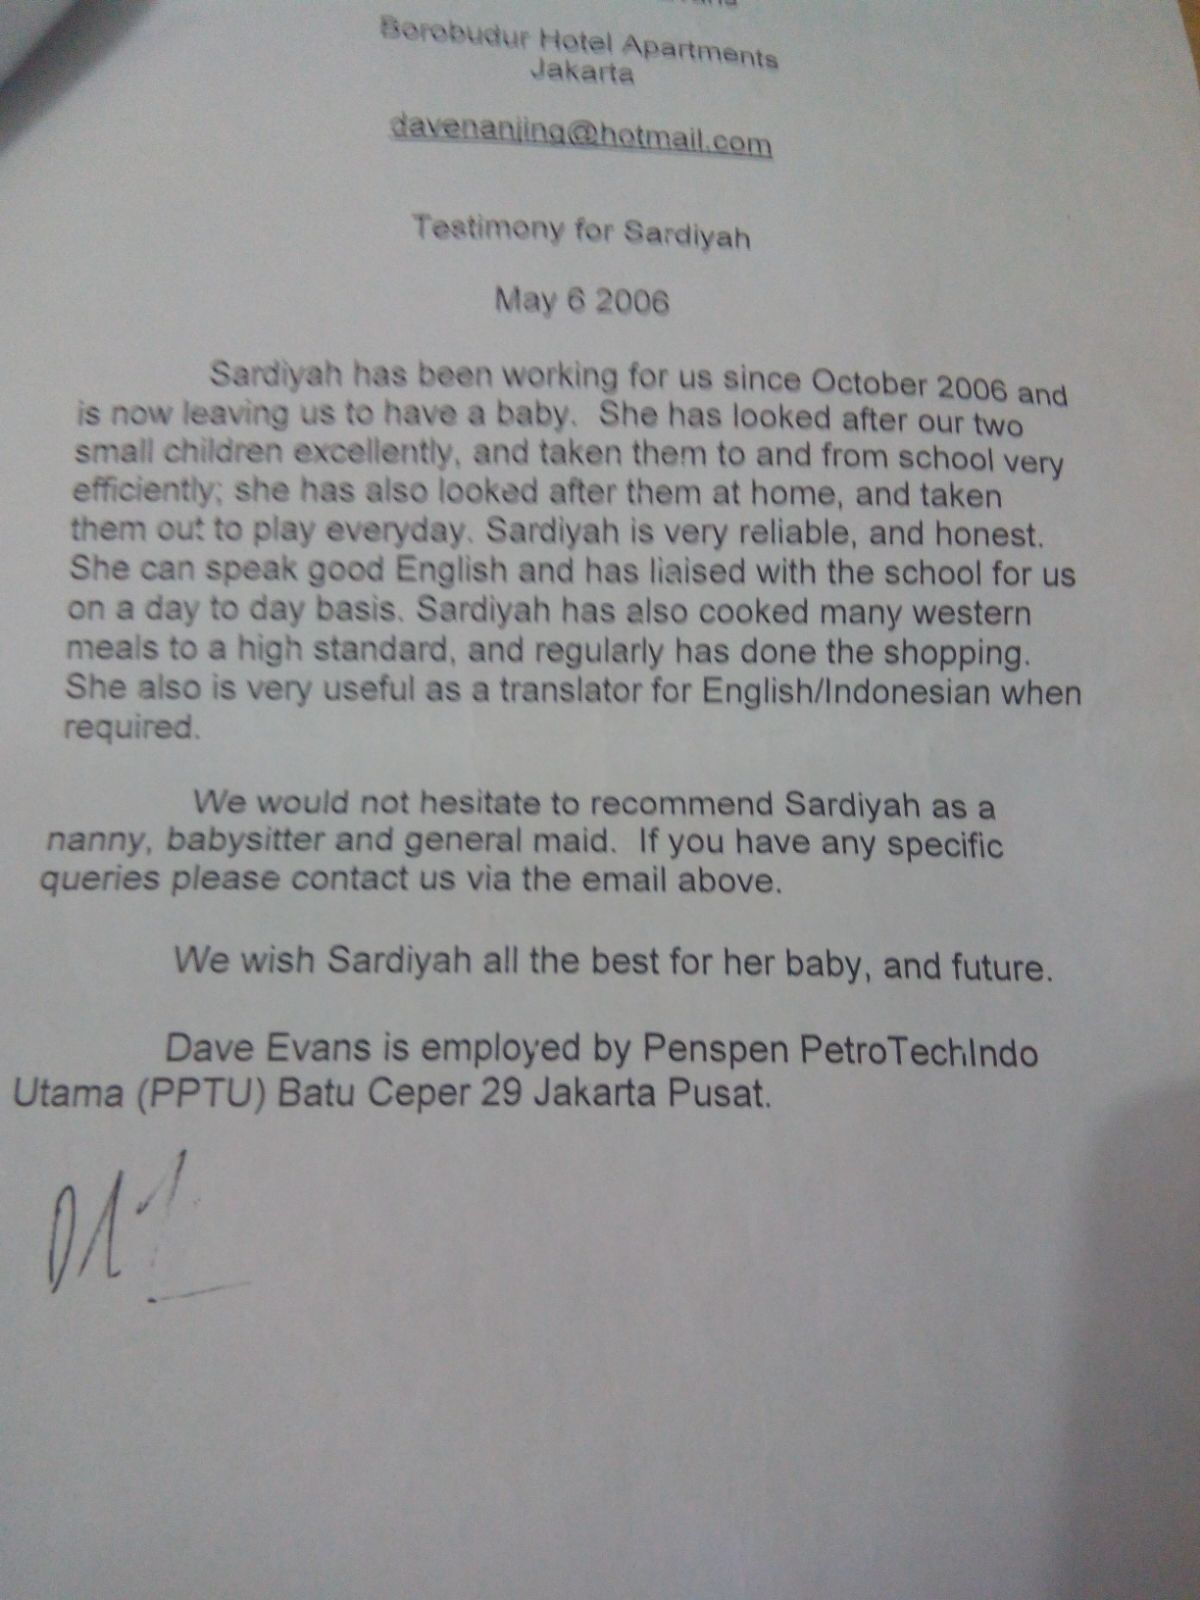 Borobudur Hotel Apartments
Jakarta
davenanjing@hotmail.com
Testimony for Sardiyah
May 6 2006
Sardiyah has been working for us since October 2006 and
is now leaving us to have a baby. She has looked after our two
small children excellently, and taken them to and from school very
efficiently; she has also looked after them at home, and taken
them out to play everyday. Sardiyah is very reliable, and honest.
She can speak good English and has liaised with the school for us
on a day to day basis. Sardiyah has also cooked many western
meals to a high standard, and regularly has done the shopping.
She also is very useful as a translator for English/Indonesian when
required.
We would not hesitate to recommend Sardiyah as a
nanny, babysitter and general maid. If you have any specific
queries please contact us via the email above.
We wish Sardiyah all the best for her baby, and future.
Dave Evans is employed by Penspen PetroTechIndo
Utama (PPTU) Batu Ceper 29 Jakarta Pusat.